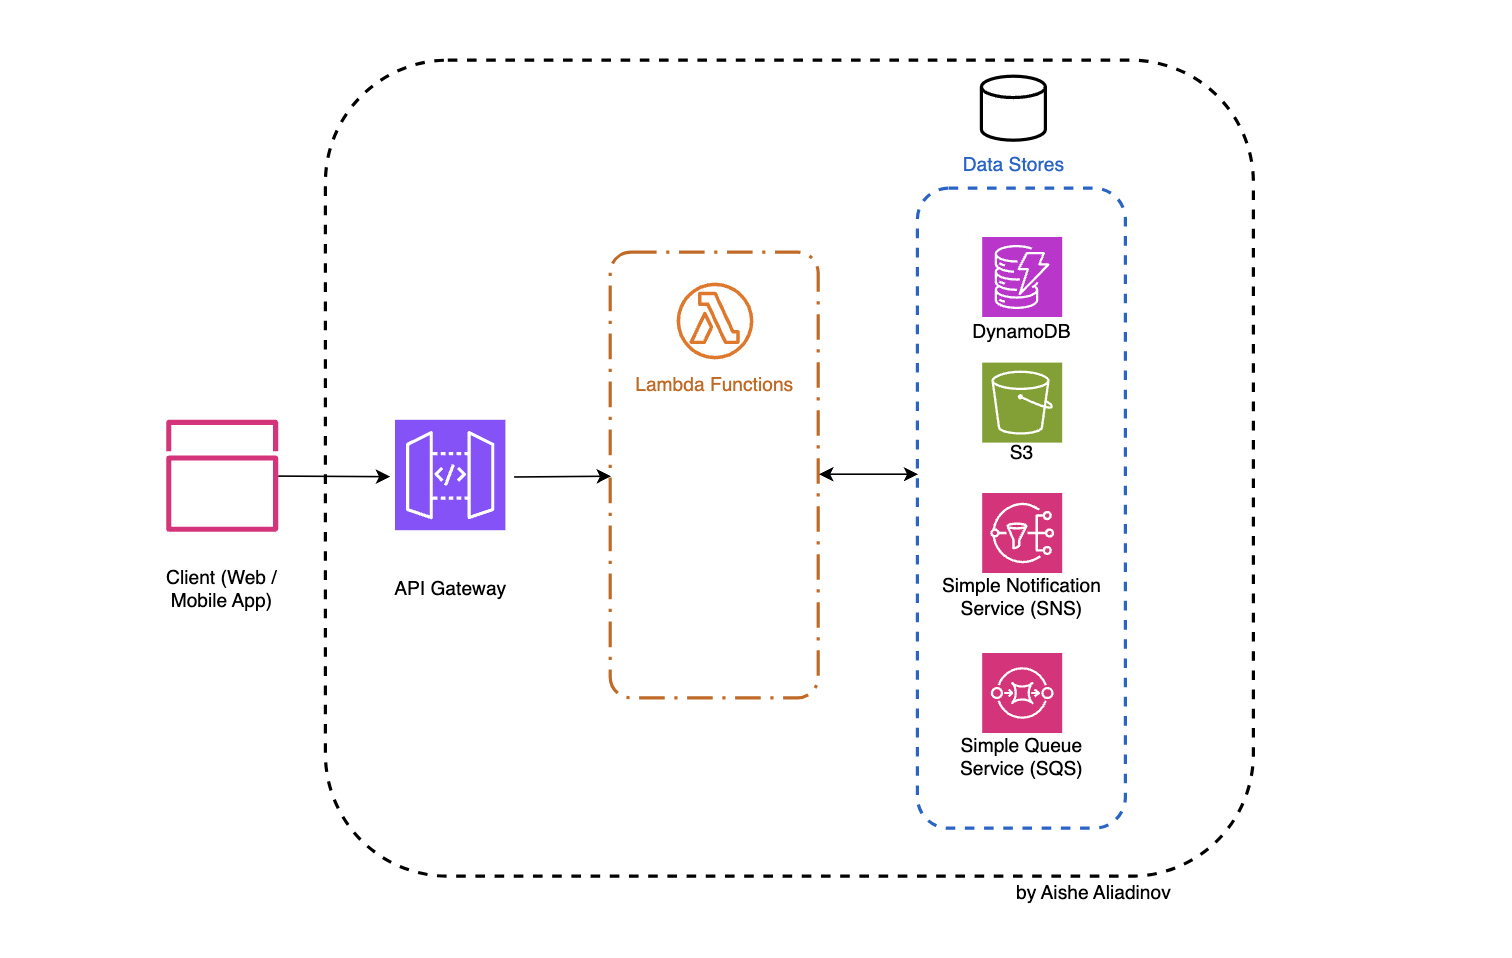 Data Stores
DynamoDB
Lambda Functions
S3
Client (Web /
Mobile App)
API Gateway
Simple Notification
Service (SNS)
Simple Queue
Service (SQS)
by Aishe Aliadinov